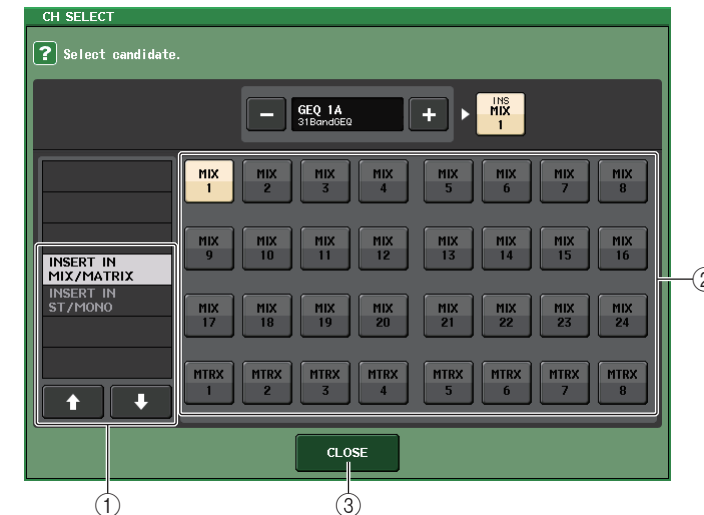 CH SELECT
? Select candidate.
GEQ 1A
31BandGEQ
INS
MIX
1
MIX 1 MIX 2 MIX 3 MIX 4 MIX 5 MIX 6 MIX 7 MIX 8
MIX 9 MIX 10 MIX 11 MIX 12 MIX 13 MIX 14 MIX 15 MIX 16
INSERT IN
MIX/MATRIX
INSERT IN
ST/MONO
MIX 17 MIX 18 MIX 19 MIX 20 MIX 21 MIX 22 MIX 23 MIX 24
MTRX 1 MTRX 2 MTRX 3 MTRX 4 MTRX 5 MTRX 6 MTRX 7 MTRX 8
CLOSE
① ③
②